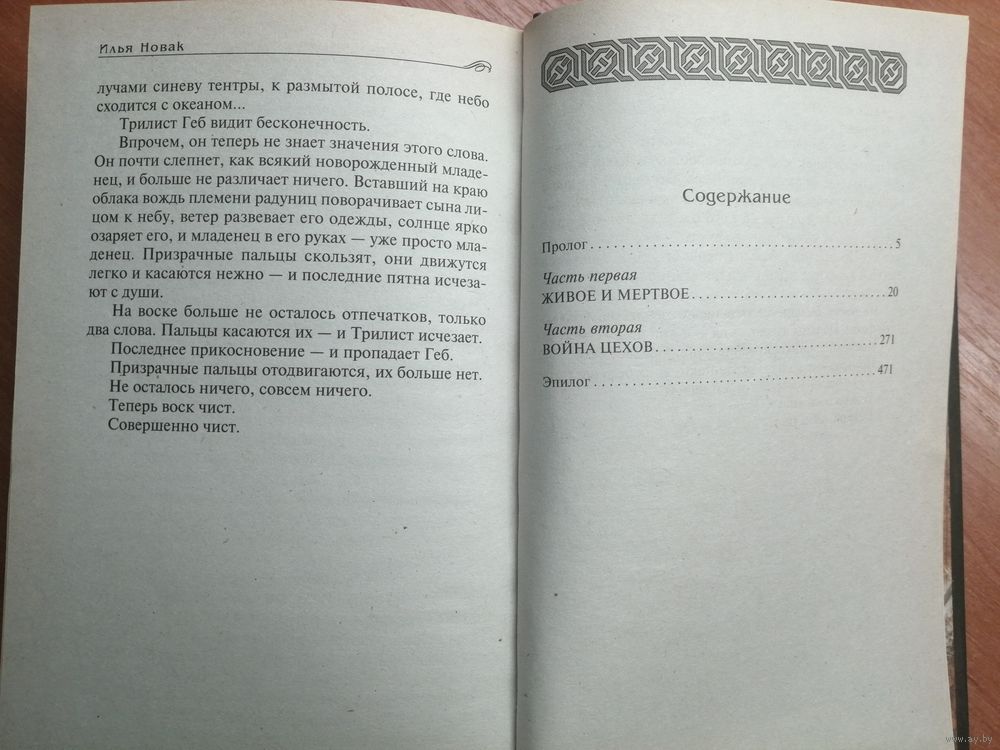 Илья Новак
лучами синеву тентры, к размытой полосе, где небо
сходится с океаном...
Трилист Геб видит бесконечность.
Впрочем, он теперь не знает значения этого слова.
Он почти слепнет, как всякий новорожденный младе-
нец, и больше не различает ничего. Вставший на краю
облака вождь племени радуниц поворачивает сына ли-
цом к небу, ветер развевает его одежды, солнце ярко
озаряет его, и младенец в его руках — уже просто мла-
денец. Призрачные пальцы скользят, они движутся
легко и касаются нежно — и последние пятна исчеза-
ют с души.
На воске больше не осталось отпечатков, только
два слова. Пальцы касаются их — и Трилист исчезает.
Последнее прикосновение — и пропадает Геб.
Призрачные пальцы отодвигаются, их больше нет.
Не осталось ничего, совсем ничего.
Теперь воск чист.
Совершенно чист.
Содержание
Пролог . . . . . . . . . . . . . . . . . . . . . . . . . . . . . . . . . . . . . 5
Часть первая
ЖИВОЕ И МЕРТВОЕ . . . . . . . . . . . . . . . . . . . . . . . . 20
Часть вторая
ВОЙНА ЦЕХОВ . . . . . . . . . . . . . . . . . . . . . . . . . . . . 271
Эпилог . . . . . . . . . . . . . . . . . . . . . . . . . . . . . . . . . . . 471
www.ay.by